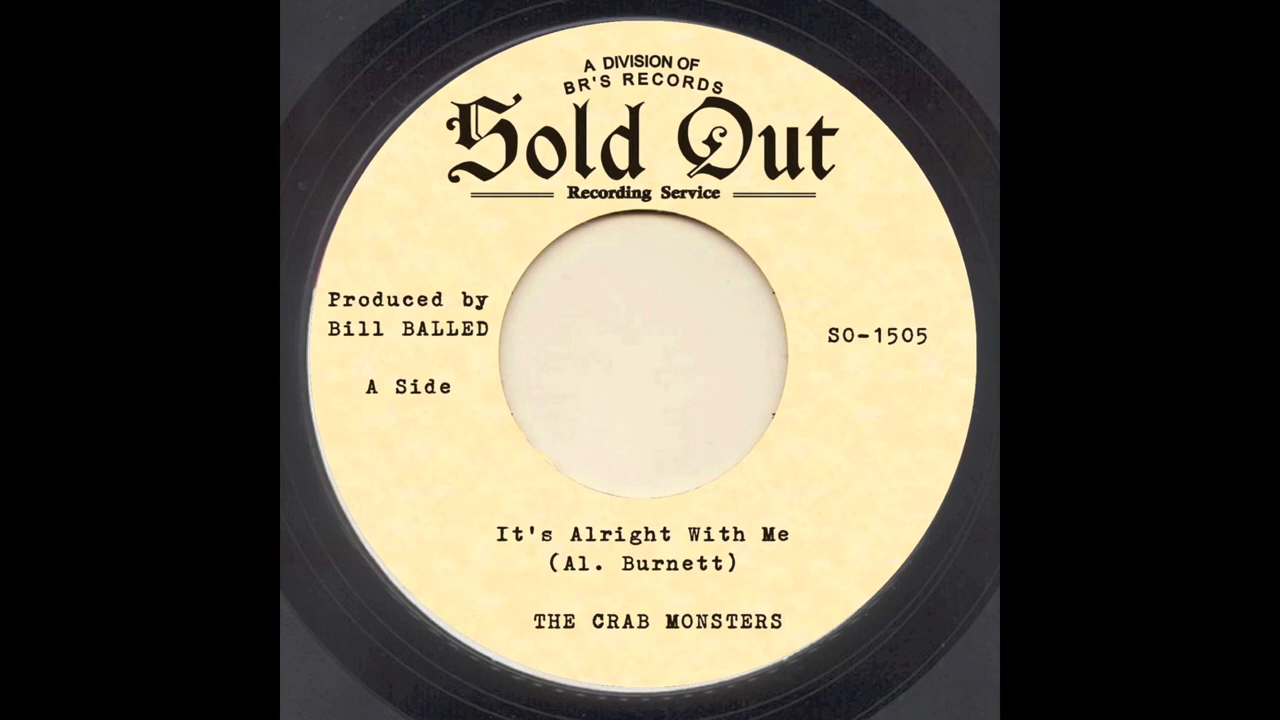 A DIVISION OF
BR'S RECORDS
Sold Out
Recording Service
Produced by
Bill BALLED
A Side
SO-1505
It's Alright With Me
(Al. Burnett)
THE CRAB MONSTERS